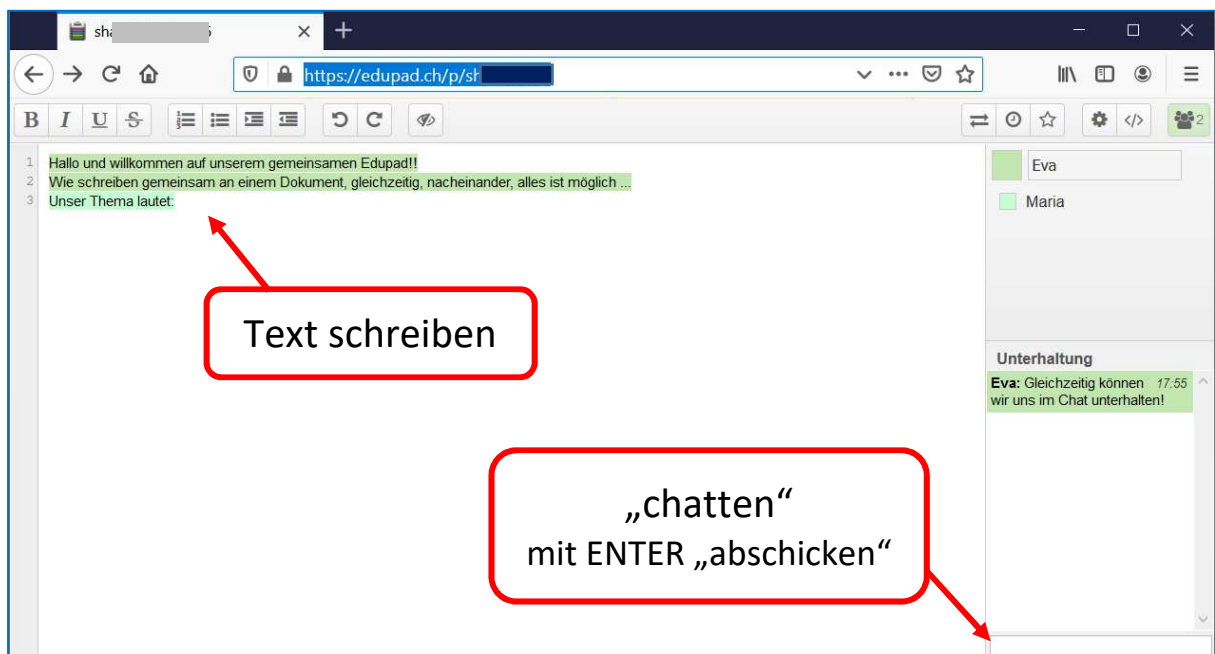 sha
https://edupad.ch/p/sh
B I U S
2
1 Hallo und willkommen auf unserem gemeinsamen Edupad!!
2 Wie schreiben gemeinsam an einem Dokument, gleichzeitig, nacheinander, alles ist möglich ...
3 Unser Thema lautet:
Eva
Maria
Text schreiben
Unterhaltung
Eva: Gleichzeitig können 17:55
wir uns im Chat unterhalten!
„chatten“
mit ENTER „abschicken“